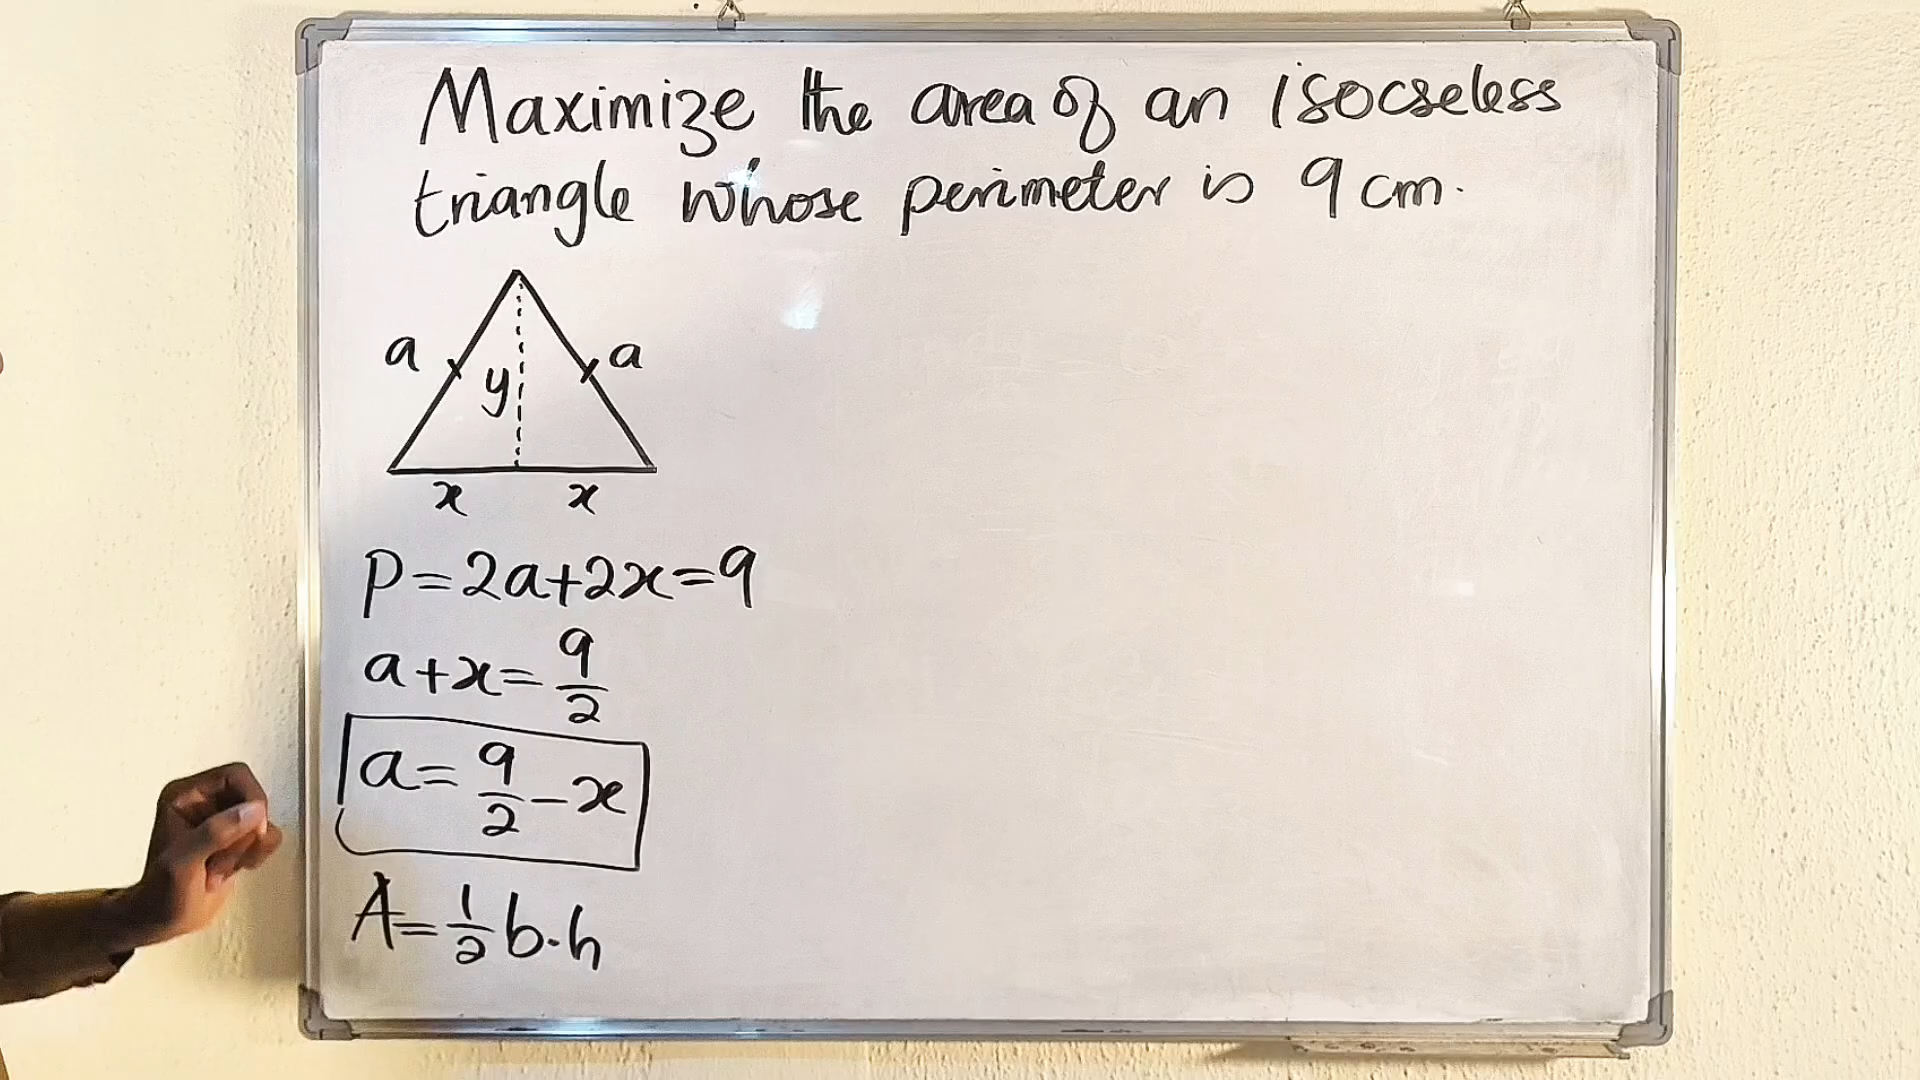 Maximize the area of an isocseless
triangle whose perimeter is 9 cm.
a a
y
x x
P=2a+2x=9
a+x=9/2
a=9/2-x
A=1/2 b.h